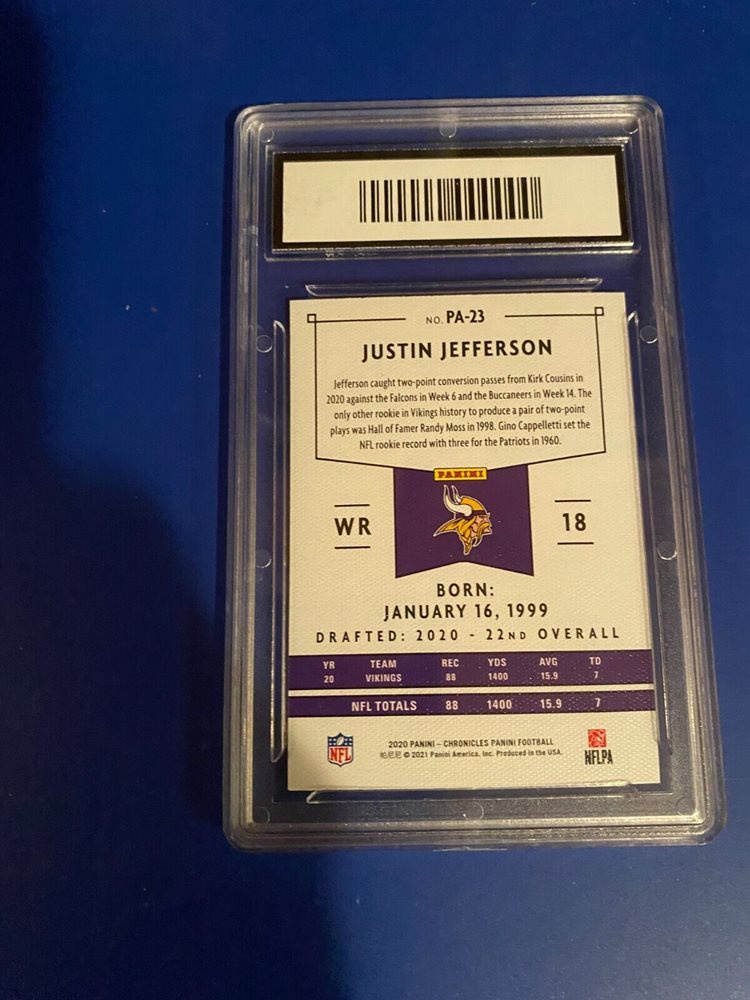 NO. PA-23
JUSTIN JEFFERSON
Jefferson caught two-point conversion passes from Kirk Cousins in
2020 against the Falcons in Week 6 and the Buccaneers in Week 14. The
only other rookie in Vikings history to produce a pair of two-point
plays was Hall of Famer Randy Moss in 1998. Gino Cappelletti set the
NFL rookie record with three for the Patriots in 1960.
PANINI
WR
18
BORN:
JANUARY 16, 1999
DRAFTED: 2020 - 22ND OVERALL
YR TEAM REC YDS AVG TD
20 VIKINGS 88 1400 15.9 7
NFL TOTALS 88 1400 15.9 7
NFL
2020 PANINI – CHRONICLES PANINI FOOTBALL
帕尼尼 © 2021 Panini America, Inc. Produced in the USA.
NFLPA